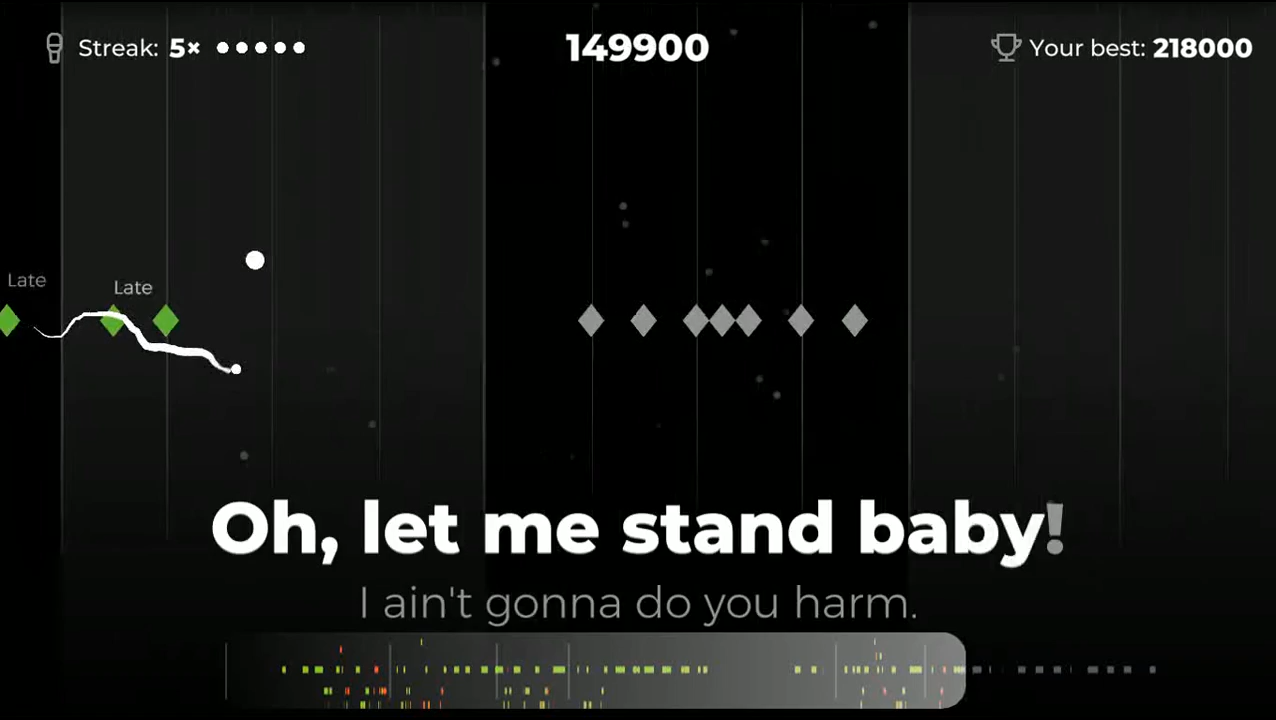 Streak: 5× 149900 Your best: 218000
Late
Late
Oh, let me stand baby!
I ain't gonna do you harm.